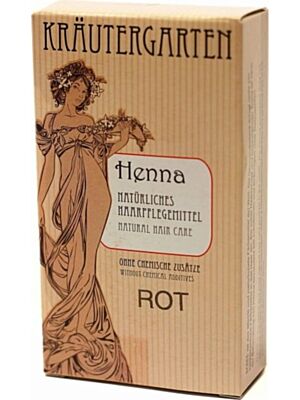 KRÄUTERGARTEN
Henna
NATÜRLICHES
HAARPFLEGEMITTEL
NATURAL HAIR CARE
OHNE CHEMISCHE ZUSÄTZE
WITHOUT CHEMICAL ADDITIVES
ROT